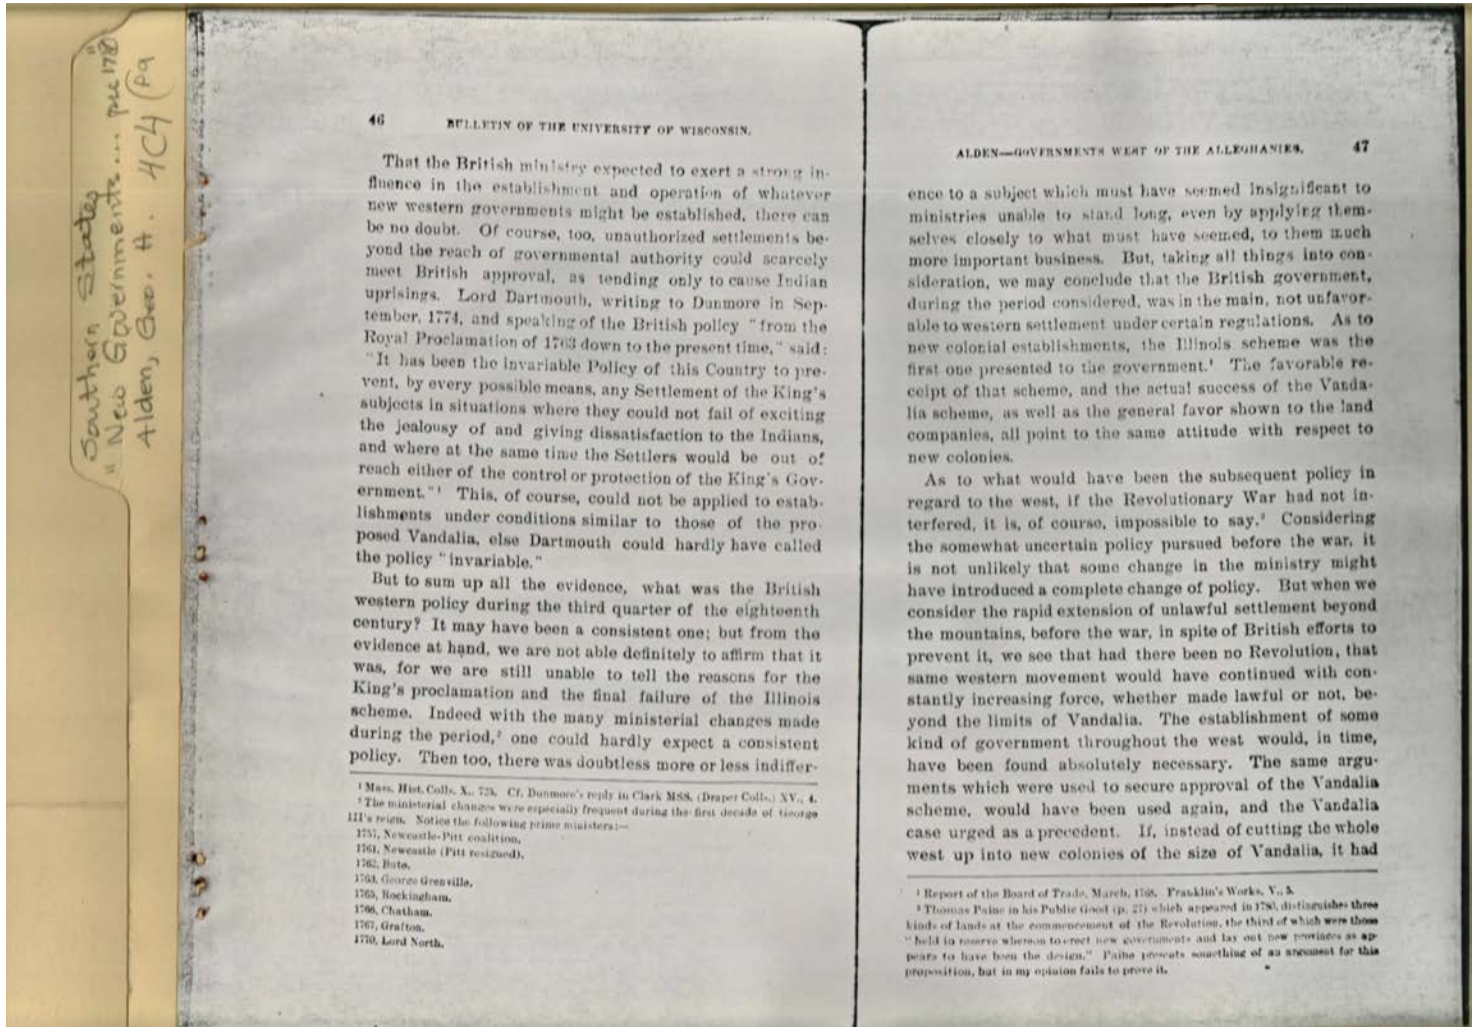 Southern States
"New Governments... pre 1780"
Alden, Geo. H. 4C4 (Pg
46 BULLETIN OF THE UNIVERSITY OF WISCONSIN.
That the British ministry expected to exert a strong in-
fluence in the establishment and operation of whatever
new western governments might be established, there can
be no doubt. Of course, too, unauthorized settlements be-
yond the reach of governmental authority could scarcely
meet British approval, as tending only to cause Indian
uprisings. Lord Dartmouth, writing to Dunmore in Sep-
tember, 1774, and speaking of the British policy "from the
Royal Proclamation of 1763 down to the present time," said:
"It has been the invariable Policy of this Country to pre-
vent, by every possible means, any Settlement of the King's
subjects in situations where they could not fail of exciting
the jealousy of and giving dissatisfaction to the Indians,
and where at the same time the Settlers would be out of
reach either of the control or protection of the King's Gov-
ernment."¹ This, of course, could not be applied to estab-
lishments under conditions similar to those of the pro-
posed Vandalia, else Dartmouth could hardly have called
the policy "invariable."
But to sum up all the evidence, what was the British
western policy during the third quarter of the eighteenth
century? It may have been a consistent one; but from the
evidence at hand, we are not able definitely to affirm that it
was, for we are still unable to tell the reasons for the
King's proclamation and the final failure of the Illinois
scheme. Indeed with the many ministerial changes made
during the period,² one could hardly expect a consistent
policy. Then too, there was doubtless more or less indiffer-
¹ Mass. Hist. Colls. X., 725. Cf. Dunmore's reply in Clark MSS. (Draper Colls.) XV., 4.
² The ministerial changes were especially frequent during the first decade of George
III's reign. Notice the following prime ministers:—
1757, Newcastle-Pitt coalition.
1761, Newcastle (Pitt resigned).
1762, Bute.
1763, George Grenville.
1765, Rockingham.
1766, Chatham.
1767, Grafton.
1770, Lord North.
ALDEN—GOVERNMENTS WEST OF THE ALLEGHANIES. 47
ence to a subject which must have seemed insignificant to
ministries unable to stand long, even by applying them-
selves closely to what must have seemed, to them much
more important business. But, taking all things into con-
sideration, we may conclude that the British government,
during the period considered, was in the main, not unfavor-
able to western settlement under certain regulations. As to
new colonial establishments, the Illinois scheme was the
first one presented to the government.¹ The favorable re-
ceipt of that scheme, and the actual success of the Vanda-
lia scheme, as well as the general favor shown to the land
companies, all point to the same attitude with respect to
new colonies.
As to what would have been the subsequent policy in
regard to the west, if the Revolutionary War had not in-
terfered, it is, of course, impossible to say.² Considering
the somewhat uncertain policy pursued before the war, it
is not unlikely that some change in the ministry might
have introduced a complete change of policy. But when we
consider the rapid extension of unlawful settlement beyond
the mountains, before the war, in spite of British efforts to
prevent it, we see that had there been no Revolution, that
same western movement would have continued with con-
stantly increasing force, whether made lawful or not, be-
yond the limits of Vandalia. The establishment of some
kind of government throughout the west would, in time,
have been found absolutely necessary. The same argu-
ments which were used to secure approval of the Vandalia
scheme, would have been used again, and the Vandalia
case urged as a precedent. If, instead of cutting the whole
west up into new colonies of the size of Vandalia, it had
¹ Report of the Board of Trade, March, 1768. Franklin's Works, V., 5.
² Thomas Paine in his Public Good (p. 27) which appeared in 1780, distinguishes three
kinds of lands at the commencement of the Revolution, the third of which were those
"held in reserve whereon to erect new governments and lay out new provinces as ap-
pears to have been the design." Paine presents something of an argument for this
proposition, but in my opinion fails to prove it.